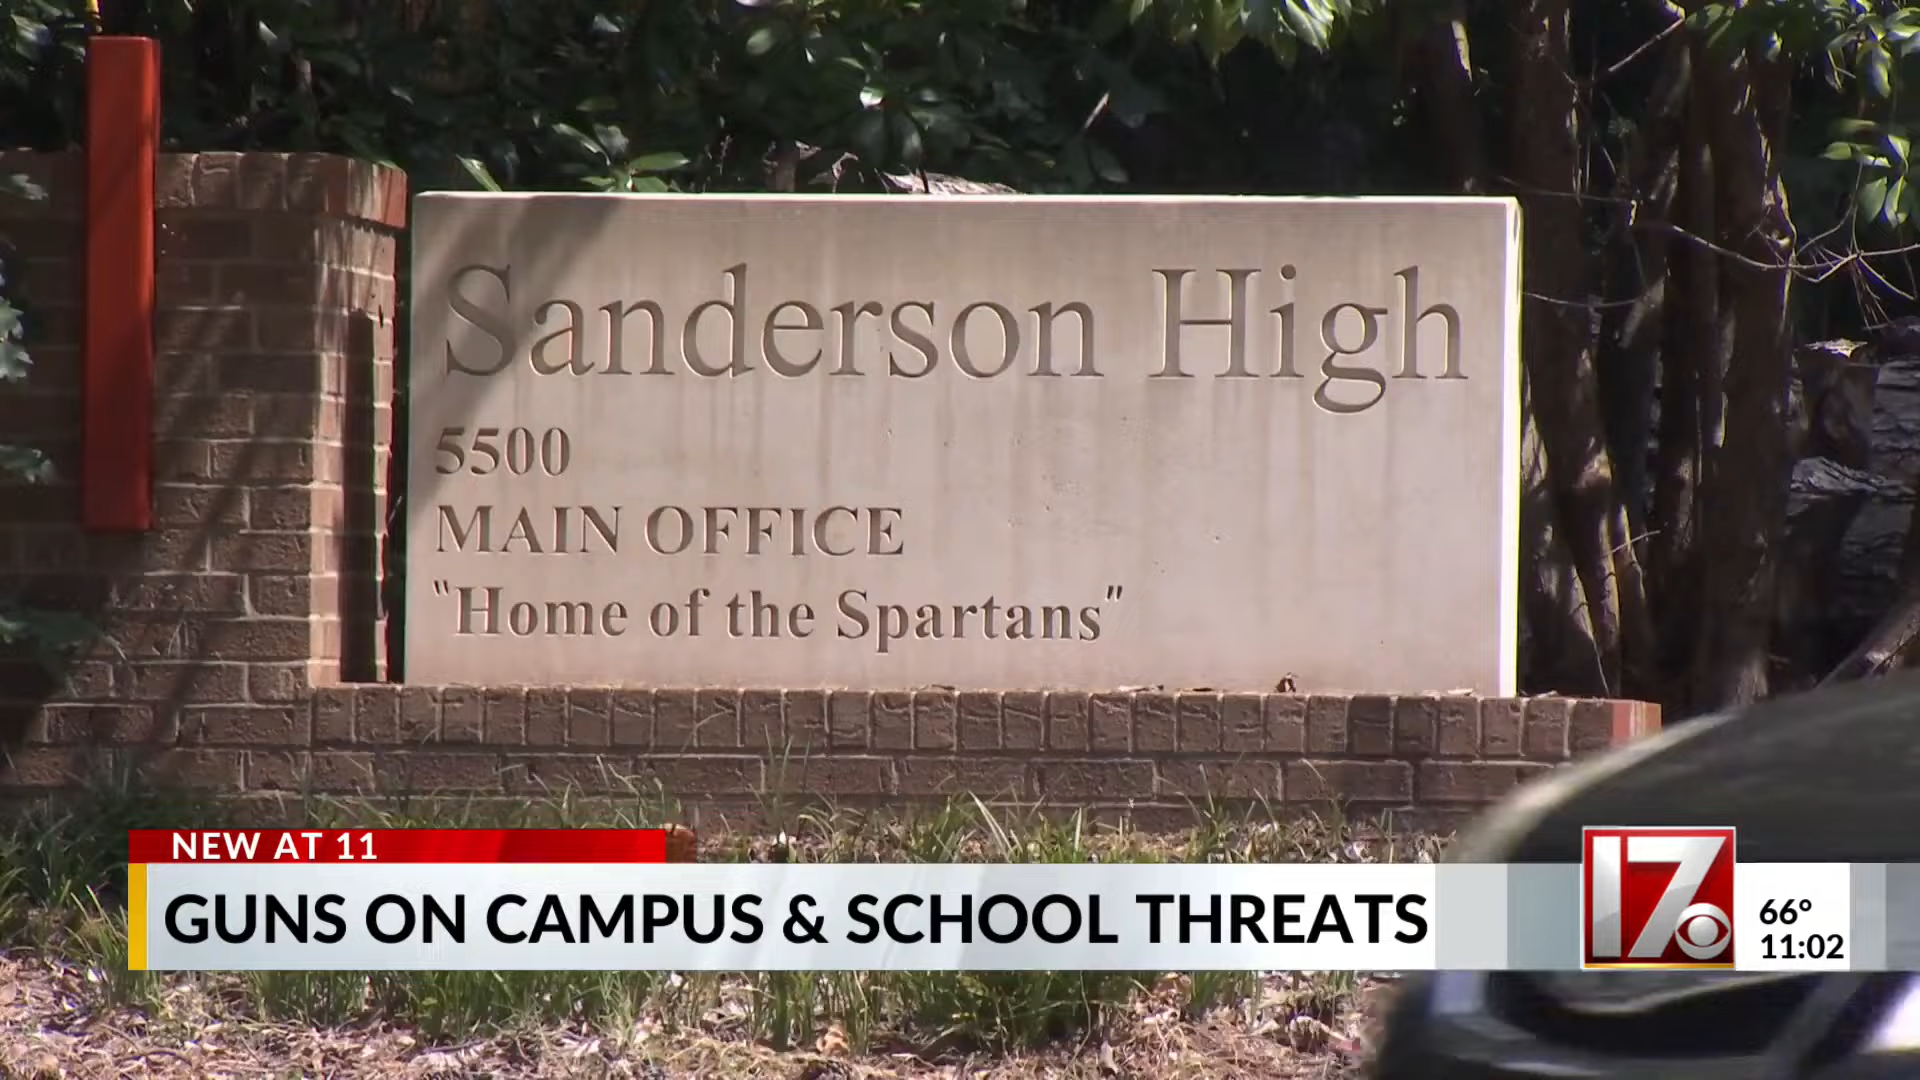 Sanderson High
5500
MAIN OFFICE
"Home of the Spartans"
NEW AT 11
GUNS ON CAMPUS & SCHOOL THREATS
17
66°
11:02